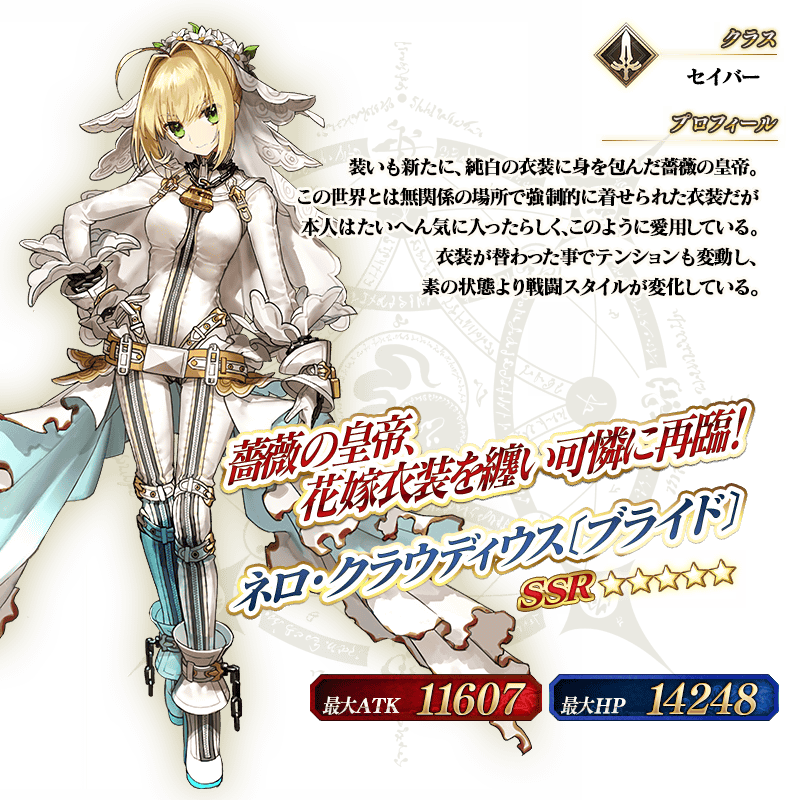 クラス
セイバー
プロフィール
装いも新たに、純白の衣装に身を包んだ薔薇の皇帝。
この世界とは無関係の場所で強制的に着せられた衣装だが
本人はたいへん気に入ったらしく、このように愛用している。
衣装が替わった事でテンションも変動し、
素の状態より戦闘スタイルが変化している。
薔薇の皇帝、
花嫁衣装を纏い可憐に再臨!
ネロ・クラウディウス〔ブライド〕
SSR ☆☆☆☆☆
最大ATK 11607
最大HP 14248